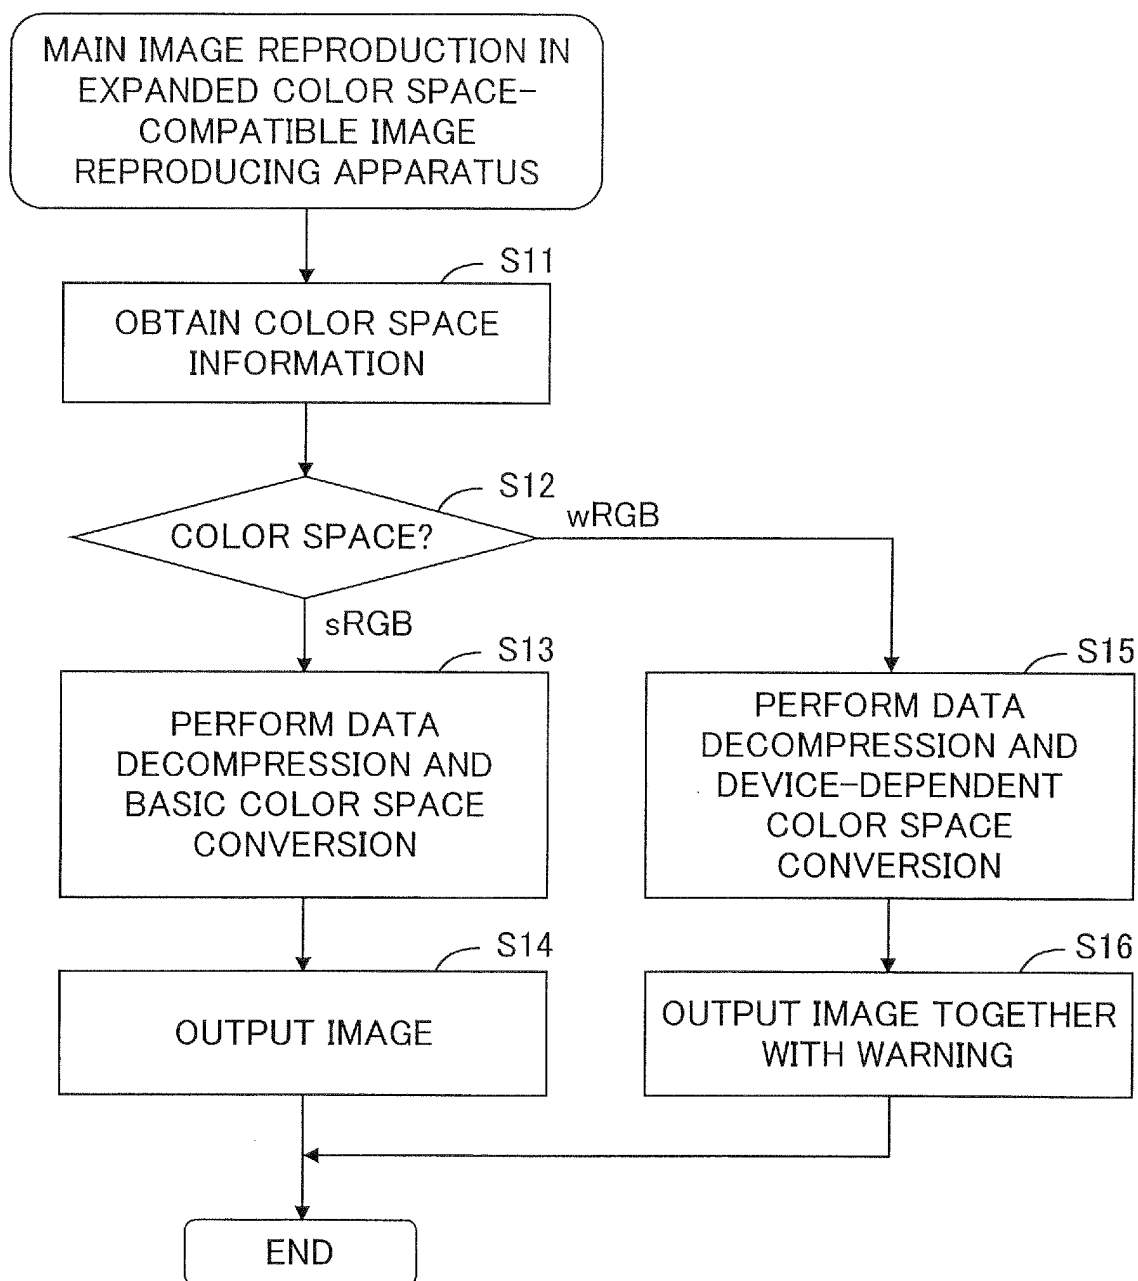 MAIN IMAGE REPRODUCTION IN
EXPANDED COLOR SPACE-
COMPATIBLE IMAGE
REPRODUCING APPARATUS
S11
OBTAIN COLOR SPACE
INFORMATION
S12
COLOR SPACE?
wRGB
sRGB
S13
PERFORM DATA
DECOMPRESSION AND
BASIC COLOR SPACE
CONVERSION
S15
PERFORM DATA
DECOMPRESSION AND
DEVICE-DEPENDENT
COLOR SPACE
CONVERSION
S14
OUTPUT IMAGE
S16
OUTPUT IMAGE TOGETHER
WITH WARNING
END